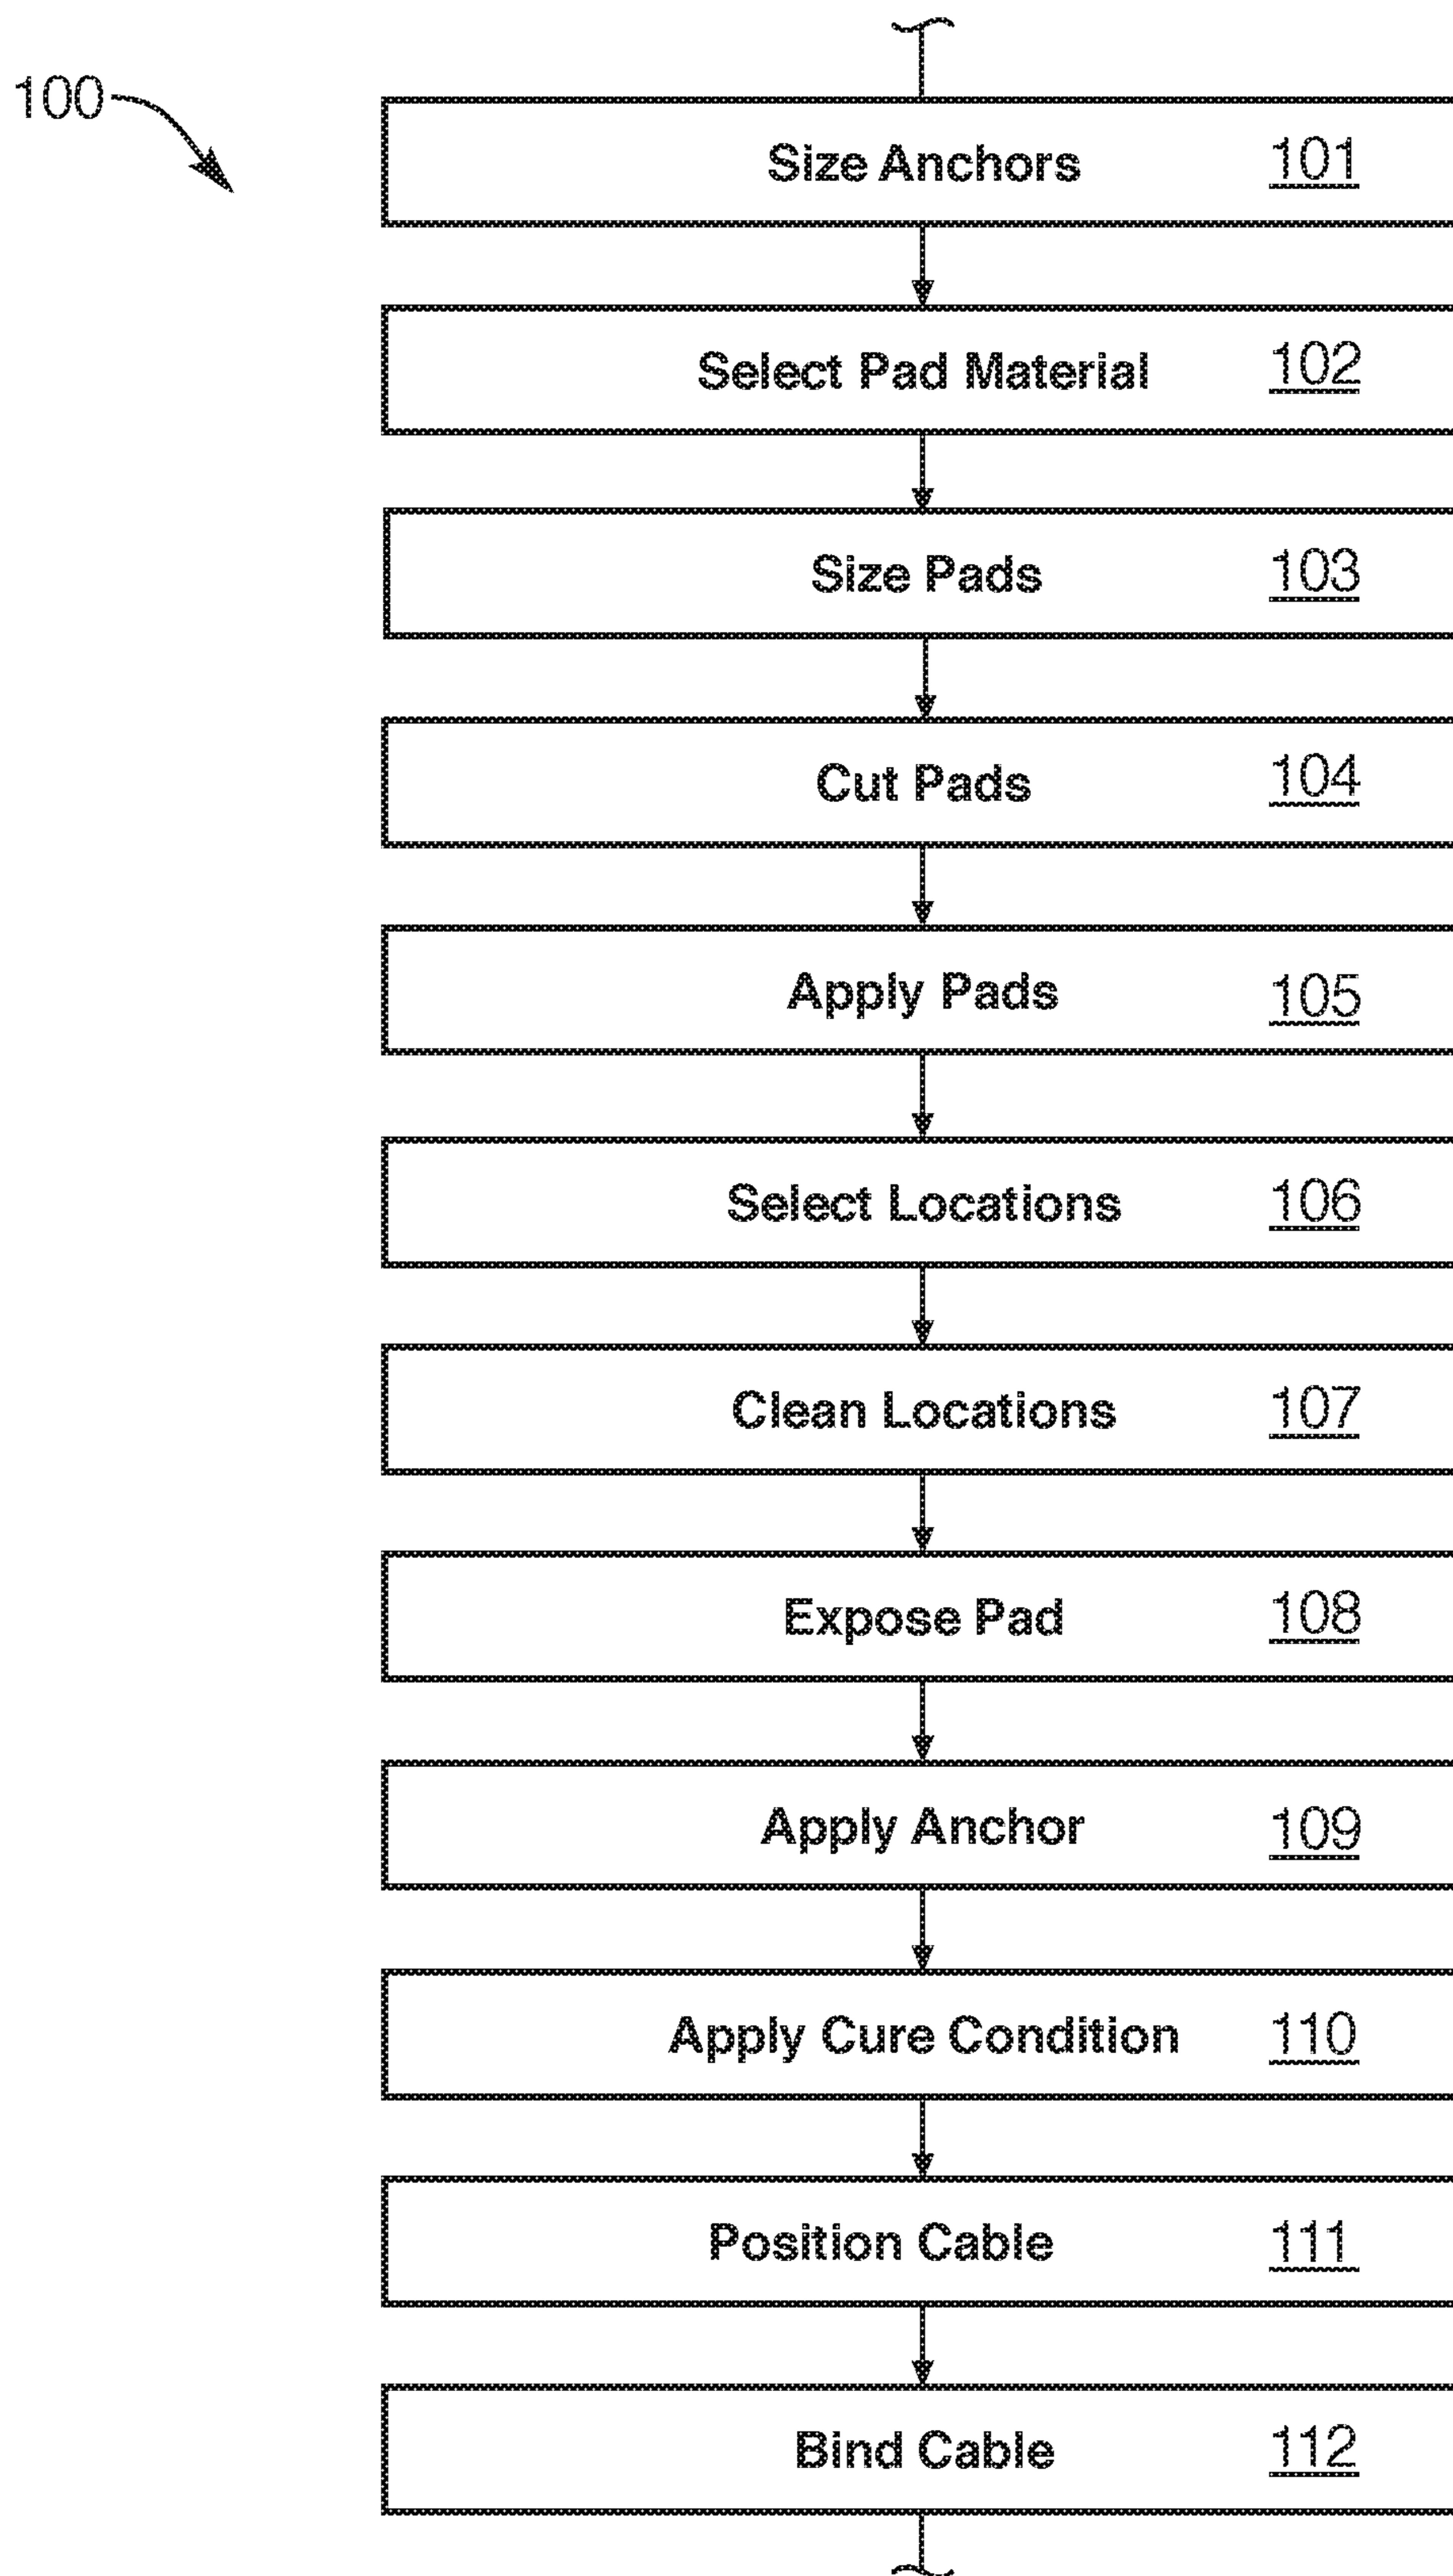 100
Size Anchors 101
Select Pad Material 102
Size Pads 103
Cut Pads 104
Apply Pads 105
Select Locations 106
Clean Locations 107
Expose Pad 108
Apply Anchor 109
Apply Cure Condition 110
Position Cable 111
Bind Cable 112